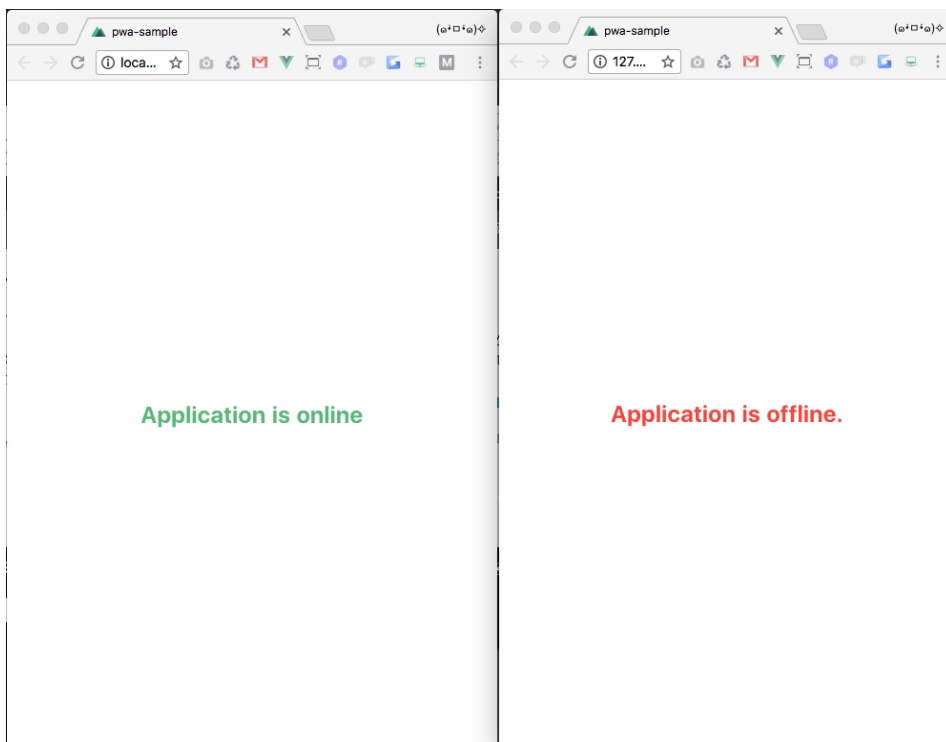 pwa-sample
loca...
M
Application is online
pwa-sample
127....
Application is offline.